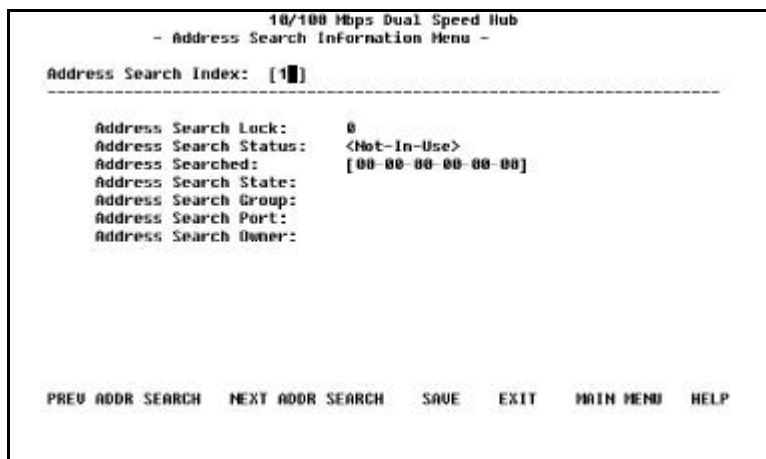 10/100 Mbps Dual Speed Hub
- Address Search Information Menu -
Address Search Index: [1 ]
Address Search Lock: 0
Address Search Status: <Not-In-Use>
Address Searched: [00-00-00-00-00-00]
Address Search State:
Address Search Group:
Address Search Port:
Address Search Owner:
PREV ADDR SEARCH NEXT ADDR SEARCH SAVE EXIT MAIN MENU HELP